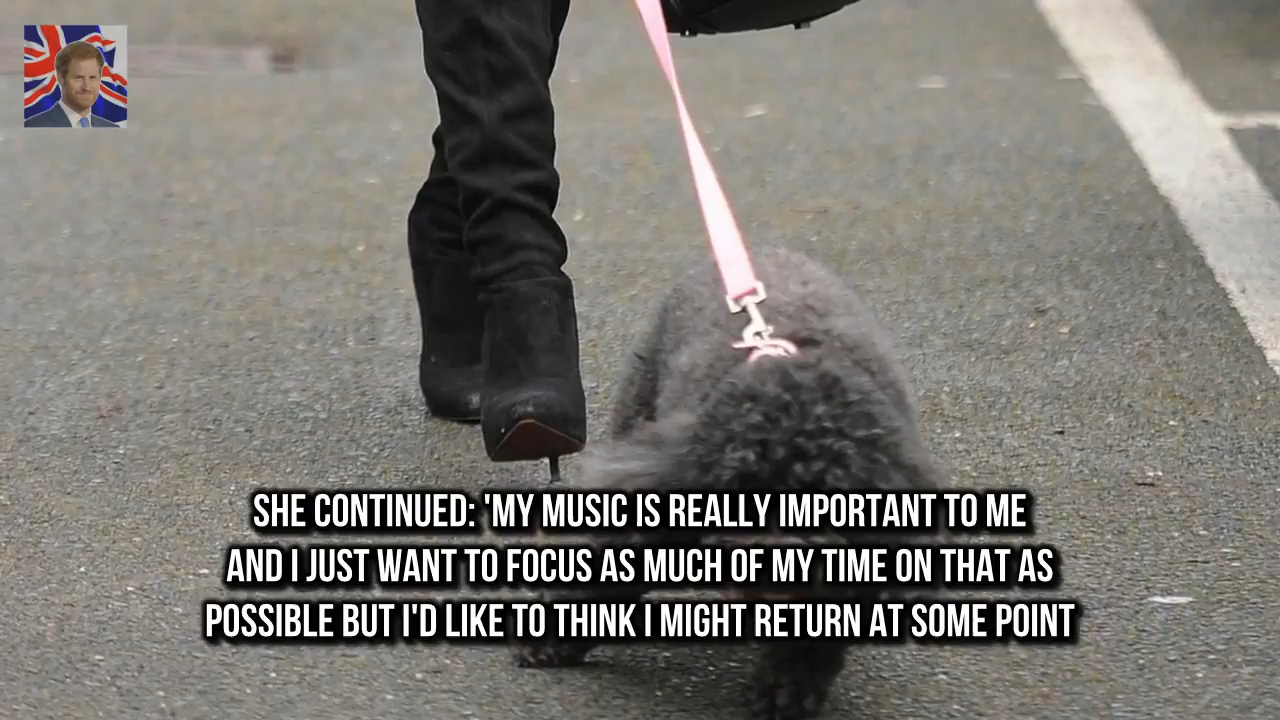 SHE CONTINUED: 'MY MUSIC IS REALLY IMPORTANT TO ME
AND I JUST WANT TO FOCUS AS MUCH OF MY TIME ON THAT AS
POSSIBLE BUT I'D LIKE TO THINK I MIGHT RETURN AT SOME POINT